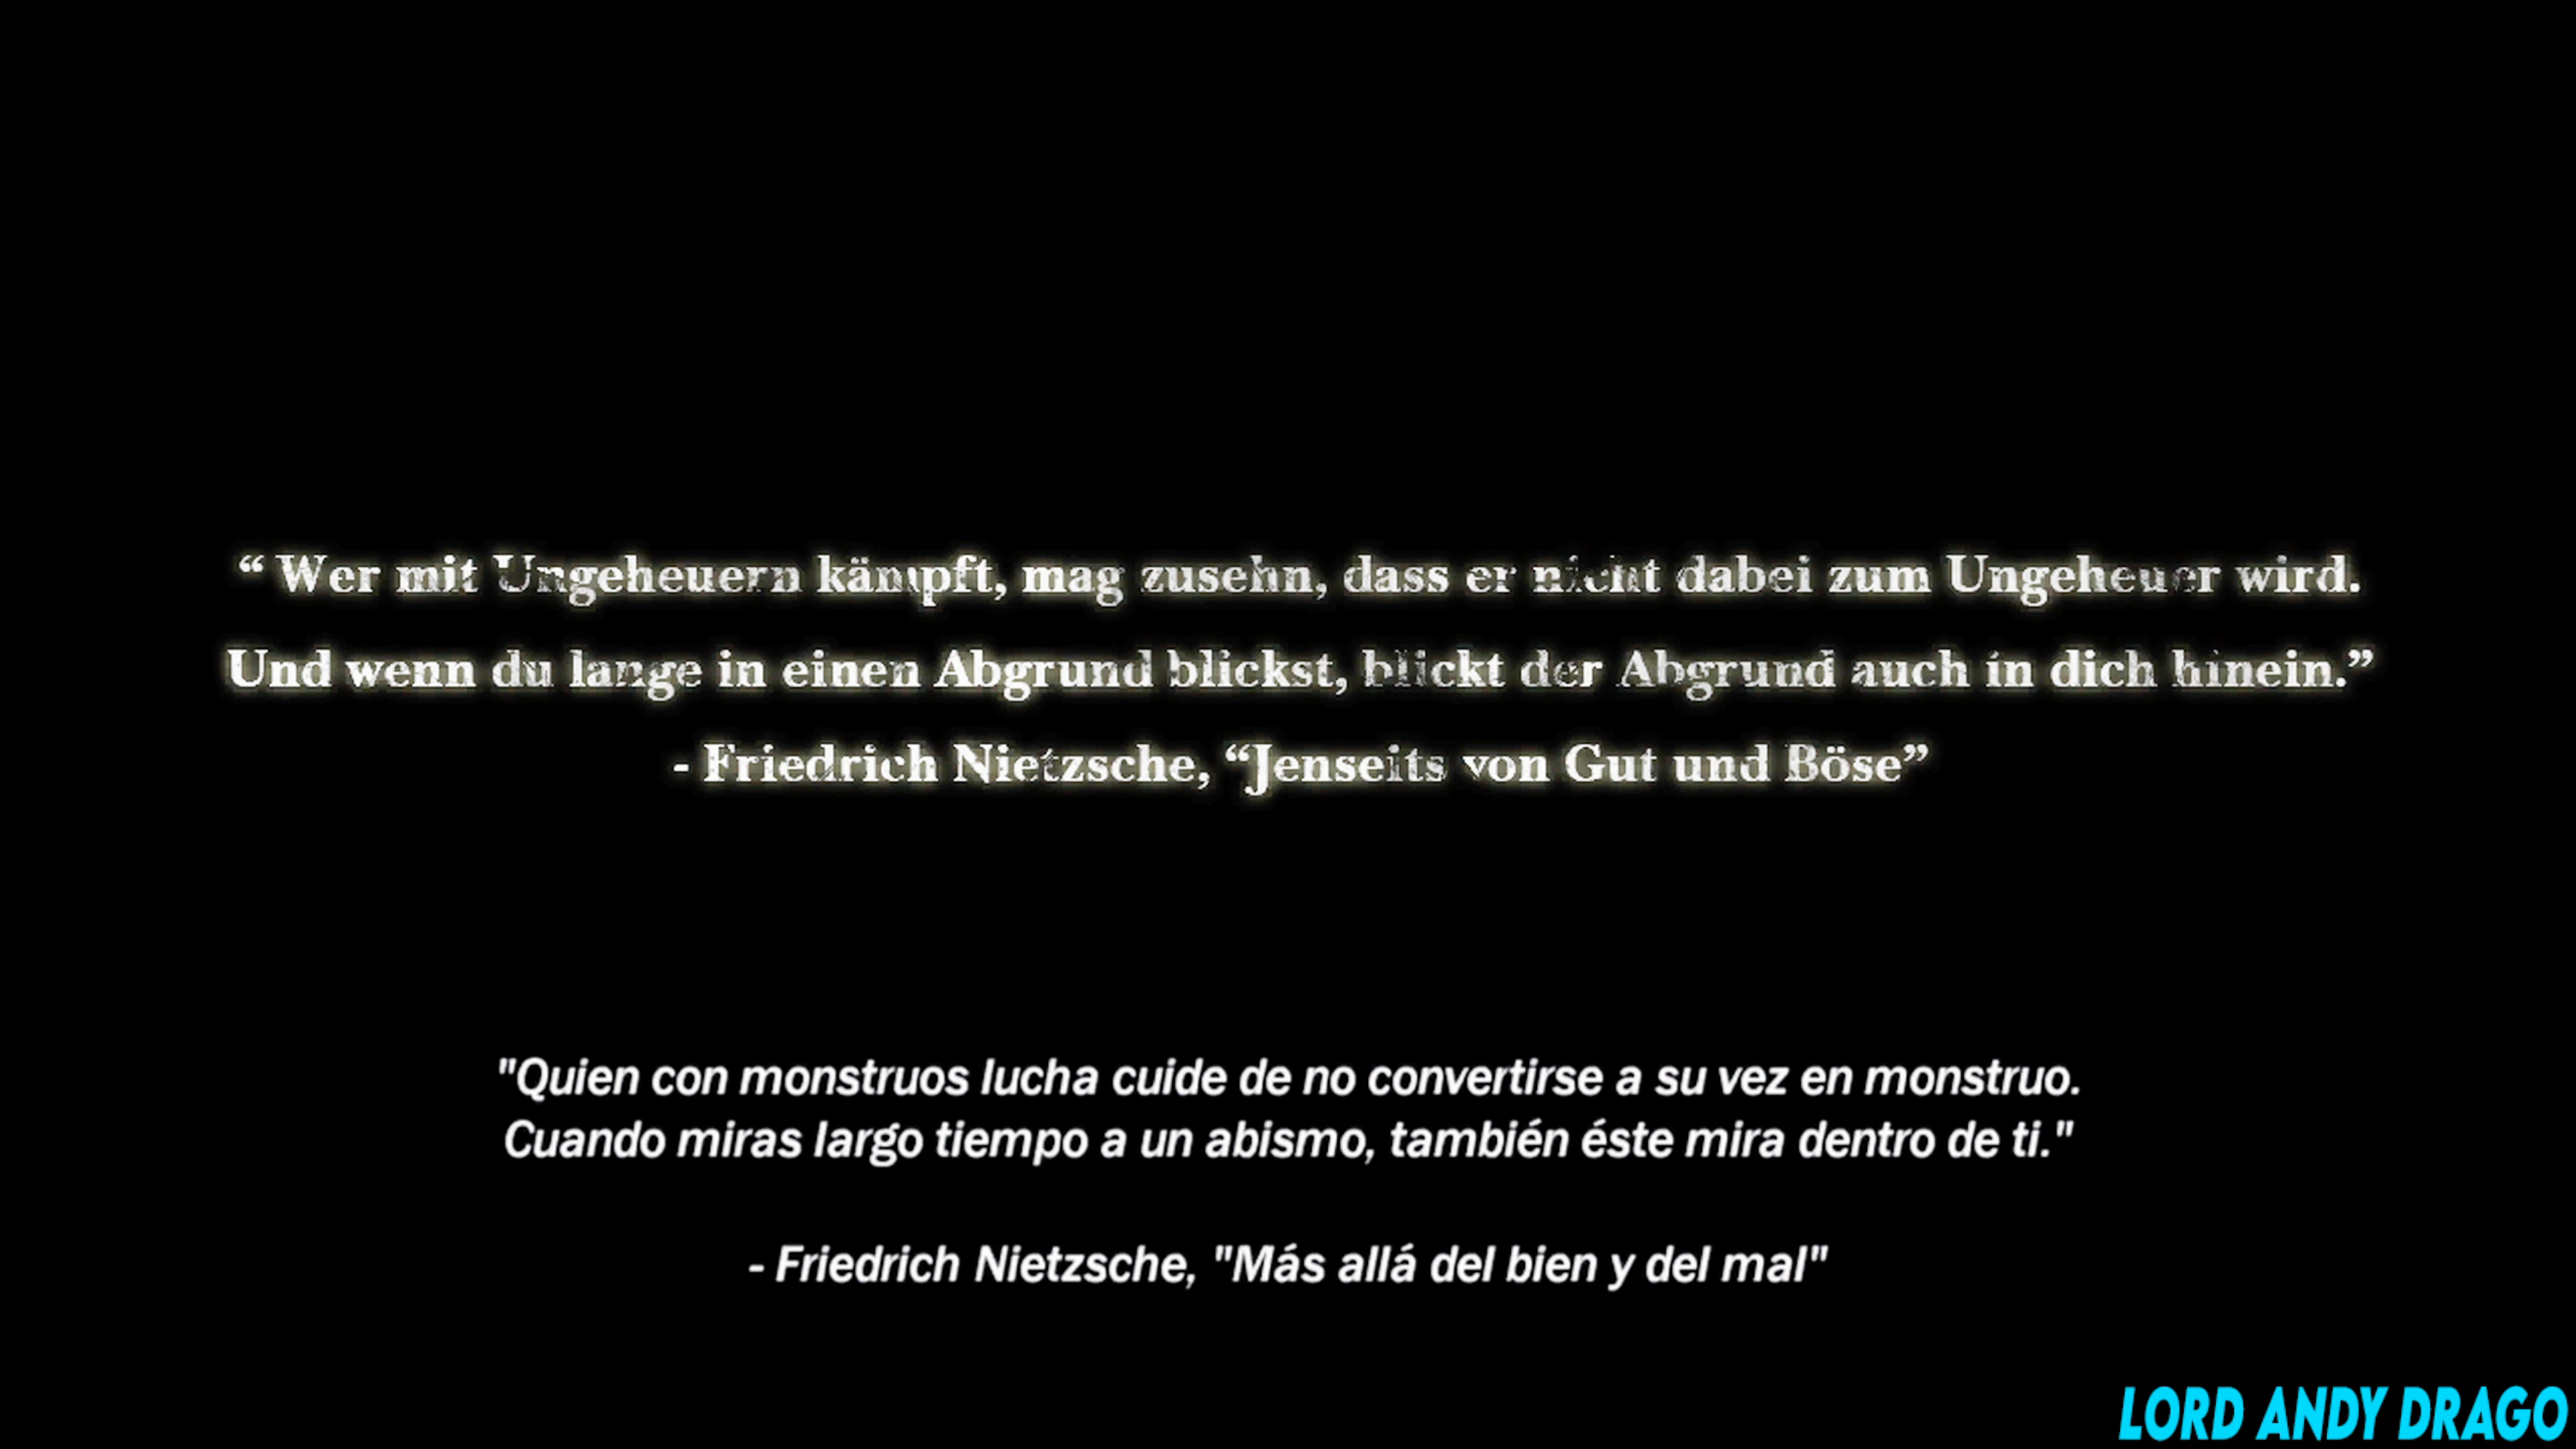 “ Wer mit Ungeheuern kämpft, mag zusehn, dass er nicht dabei zum Ungeheuer wird.
Und wenn du lange in einen Abgrund blickst, blickt der Abgrund auch in dich hinein.”
- Friedrich Nietzsche, “Jenseits von Gut und Böse”
"Quien con monstruos lucha cuide de no convertirse a su vez en monstruo.
Cuando miras largo tiempo a un abismo, también éste mira dentro de ti."
- Friedrich Nietzsche, "Más allá del bien y del mal"
LORD ANDY DRAGO